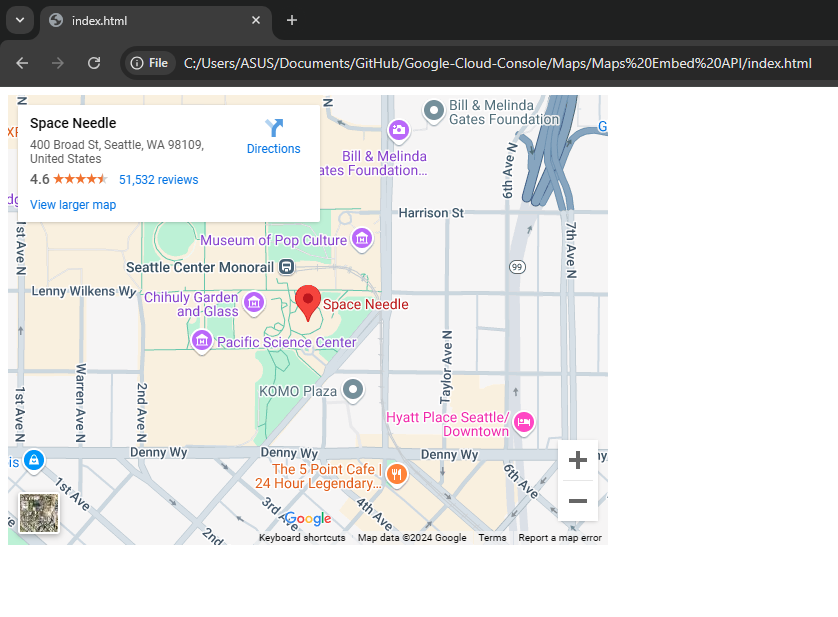 index.html
File
C:/Users/ASUS/Documents/GitHub/Google-Cloud-Console/Maps/Maps%20Embed%20API/index.html
Space Needle
400 Broad St, Seattle, WA 98109,
United States
4.6
51,532 reviews
View larger map
Directions
N
Bill & Melinda
Gates Foundation
G
Bill & Melinda
ates Foundation...
6th Ave N
Harrison St
1st Ave N
7th Ave N
Museum of Pop Culture
Seattle Center Monorail
99
Lenny Wilkens Wy
Chihuly Garden
and Glass
Space Needle
Pacific Science Center
Taylor Ave N
KOMO Plaza
1st Ave N
Warren Ave N
2nd Ave N
Hyatt Place Seattle/
Downtown
Denny Wy
Denny Wy
Denny Wy
is
The 5 Point Cafe |
24 Hour Legendary...
6th Ave
1st Ave
3rd Ave
4th Ave
2nd
Google
Keyboard shortcuts
Map data ©2024 Google
Terms
Report a map error